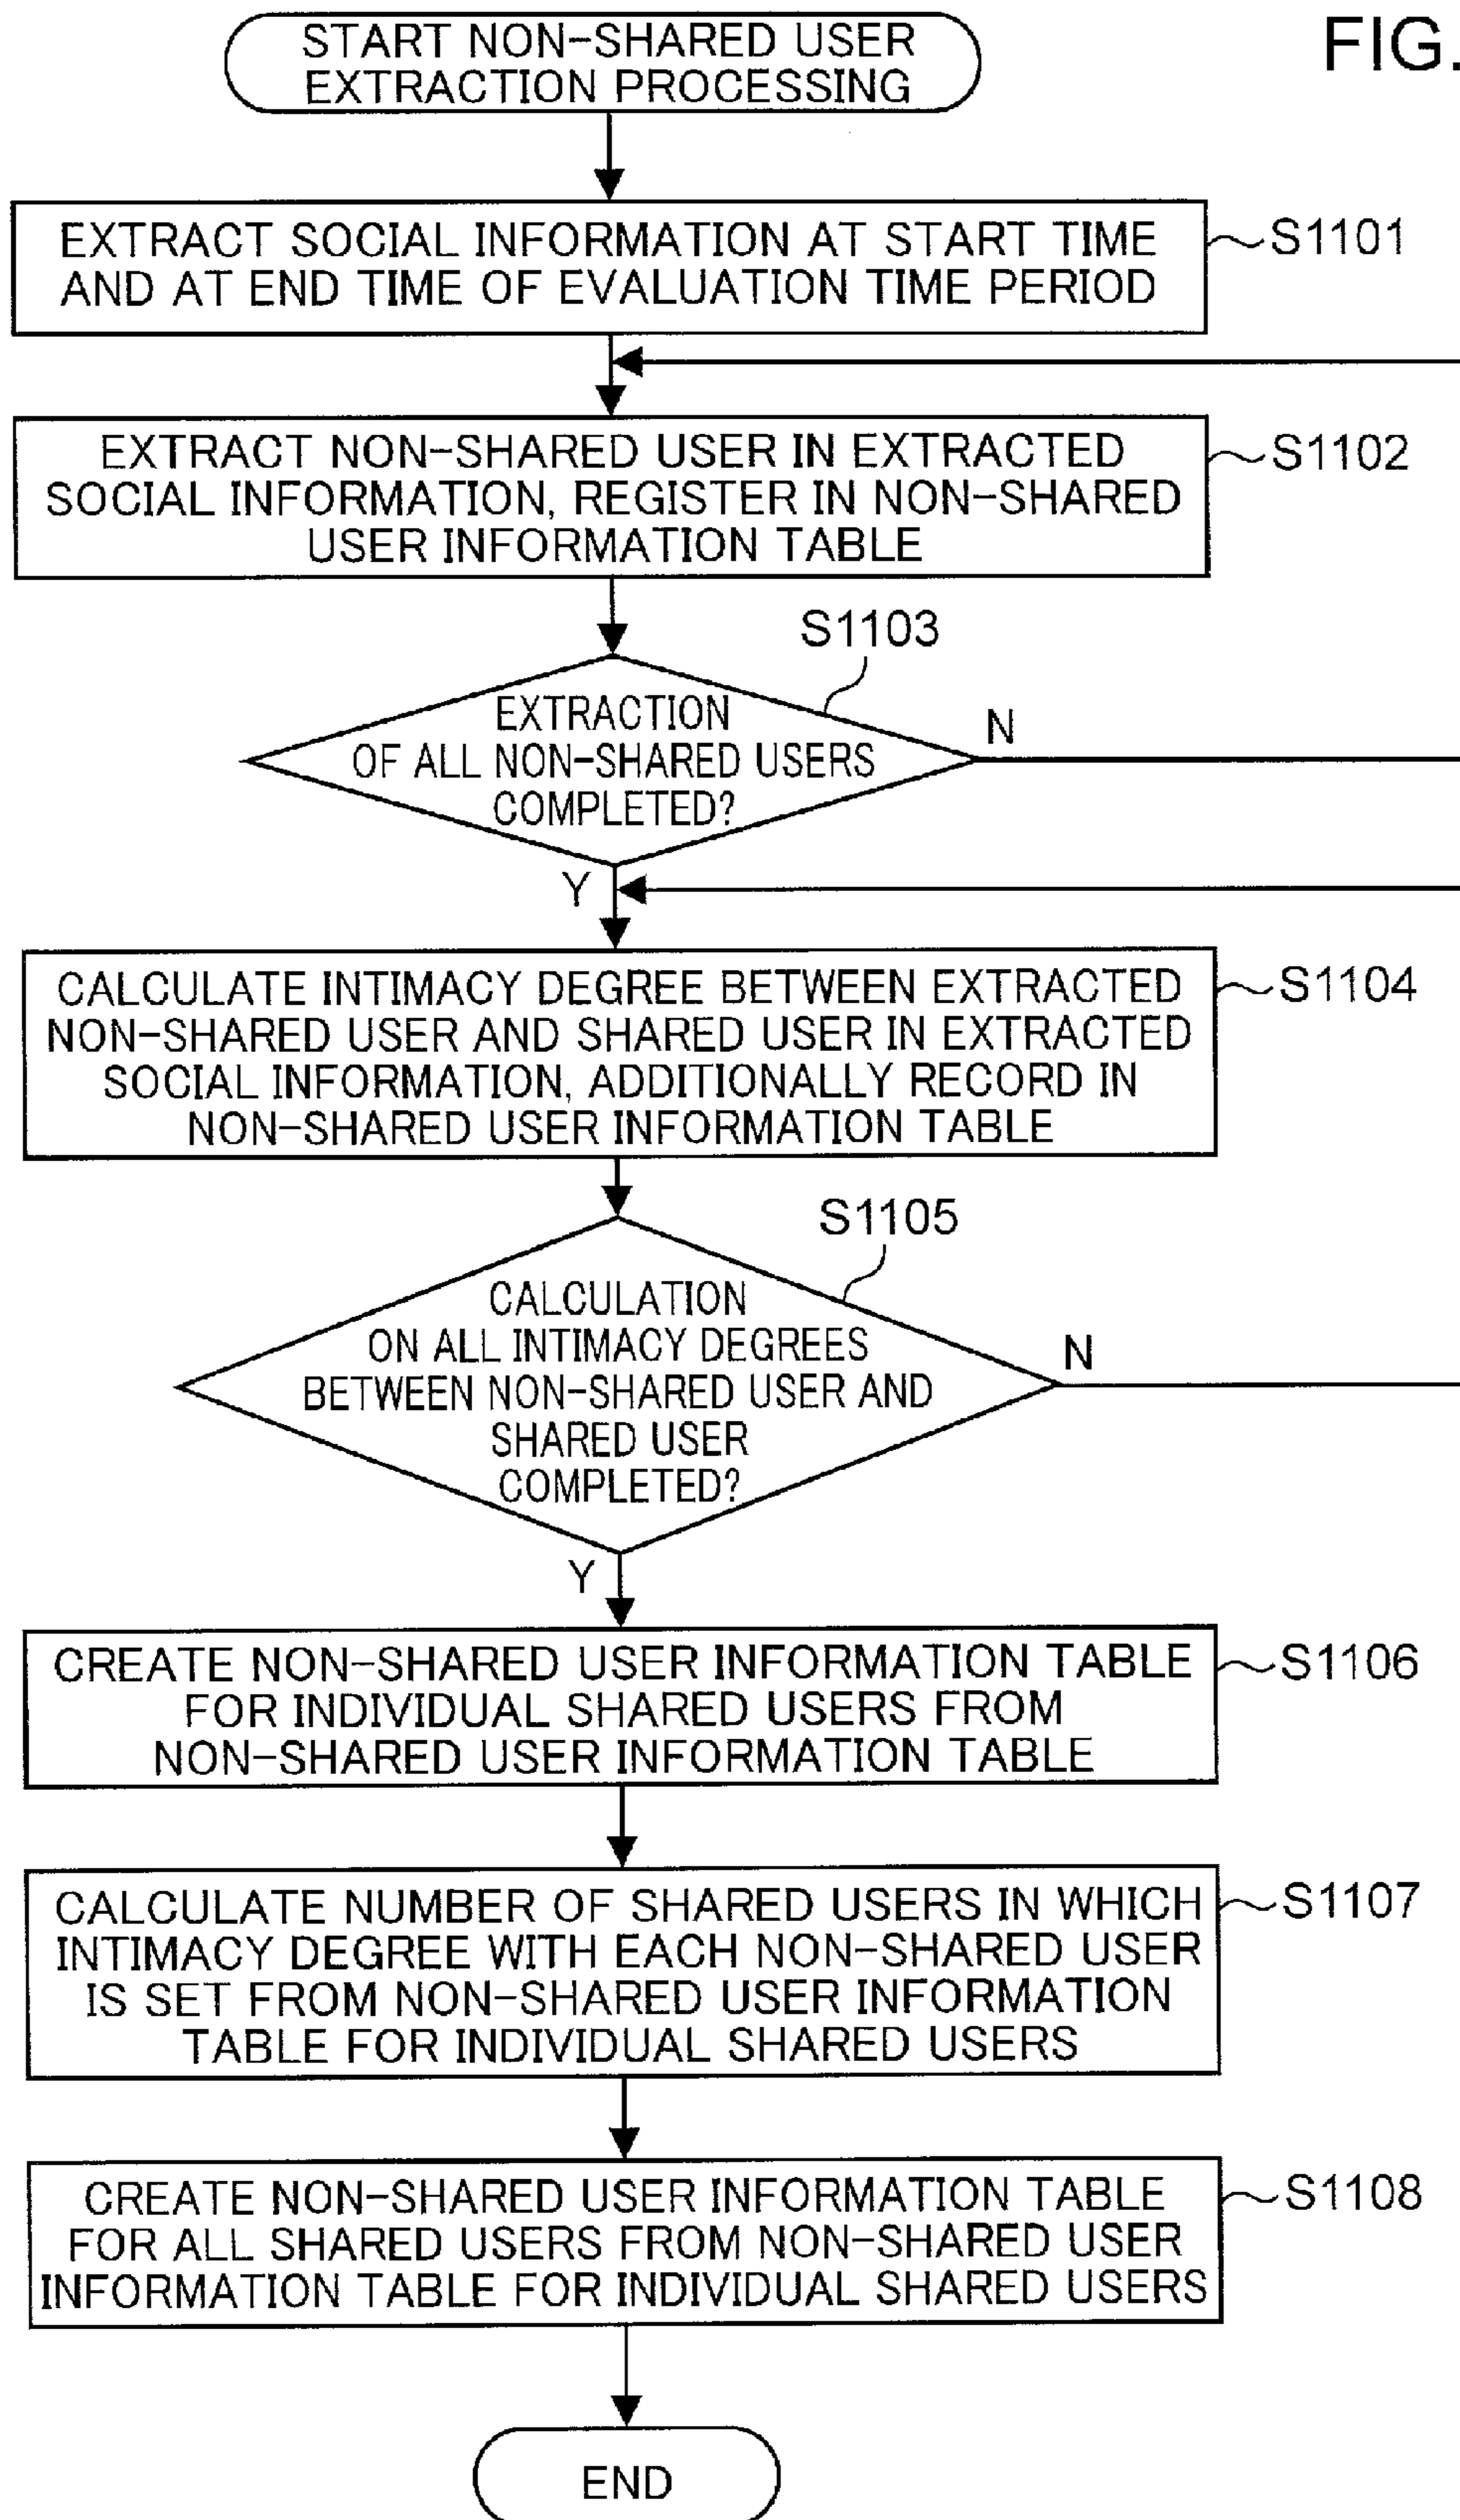 START NON-SHARED USER
EXTRACTION PROCESSING
FIG.
EXTRACT SOCIAL INFORMATION AT START TIME
AND AT END TIME OF EVALUATION TIME PERIOD
S1101
EXTRACT NON-SHARED USER IN EXTRACTED
SOCIAL INFORMATION, REGISTER IN NON-SHARED
USER INFORMATION TABLE
S1102
S1103
EXTRACTION
OF ALL NON-SHARED USERS
COMPLETED?
N
Y
CALCULATE INTIMACY DEGREE BETWEEN EXTRACTED
NON-SHARED USER AND SHARED USER IN EXTRACTED
SOCIAL INFORMATION, ADDITIONALLY RECORD IN
NON-SHARED USER INFORMATION TABLE
S1104
S1105
CALCULATION
ON ALL INTIMACY DEGREES
BETWEEN NON-SHARED USER AND
SHARED USER
COMPLETED?
N
Y
CREATE NON-SHARED USER INFORMATION TABLE
FOR INDIVIDUAL SHARED USERS FROM
NON-SHARED USER INFORMATION TABLE
S1106
CALCULATE NUMBER OF SHARED USERS IN WHICH
INTIMACY DEGREE WITH EACH NON-SHARED USER
IS SET FROM NON-SHARED USER INFORMATION
TABLE FOR INDIVIDUAL SHARED USERS
S1107
CREATE NON-SHARED USER INFORMATION TABLE
FOR ALL SHARED USERS FROM NON-SHARED USER
INFORMATION TABLE FOR INDIVIDUAL SHARED USERS
S1108
END